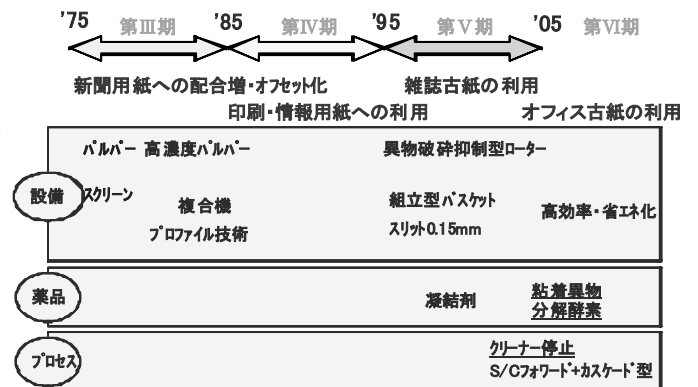 '75 第Ⅲ期 '85 第Ⅳ期 '95 第Ⅴ期 '05 第Ⅵ期
新聞用紙への配合増・オフセット化 雑誌古紙の利用
印刷・情報用紙への利用 オフィス古紙の利用
パルパー 高濃度パルパー 異物破砕抑制型ローター
設備
スクリーン 複合機 組立型バスケット 高効率・省エネ化
プロファイル技術 スリット0.15mm
薬品 凝結剤 粘着異物
分解酵素
プロセス クリーナー停止
S/Cフォワード+カスケード型